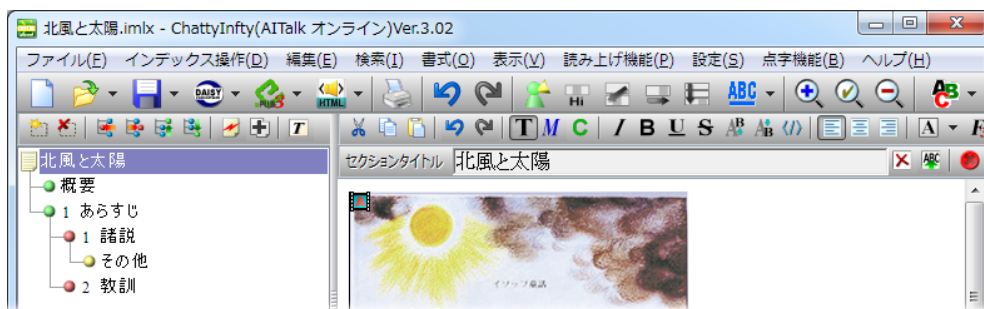 北風と太陽.imlx - ChattyInfty(AITalk オンライン)Ver.3.02
ファイル(F) インデックス操作(D) 編集(E) 検索(I) 書式(O) 表示(V) 読み上げ機能(P) 設定(S) 点字機能(B) ヘルプ(H)
DAISY PLUS HTML Hi ABC ABC
T T M C I B U S AB AB </> A F
北風と太陽
セクションタイトル 北風と太陽 ABC
概要
1 あらすじ
1 諸説
その他
2 教訓
イソップ童話